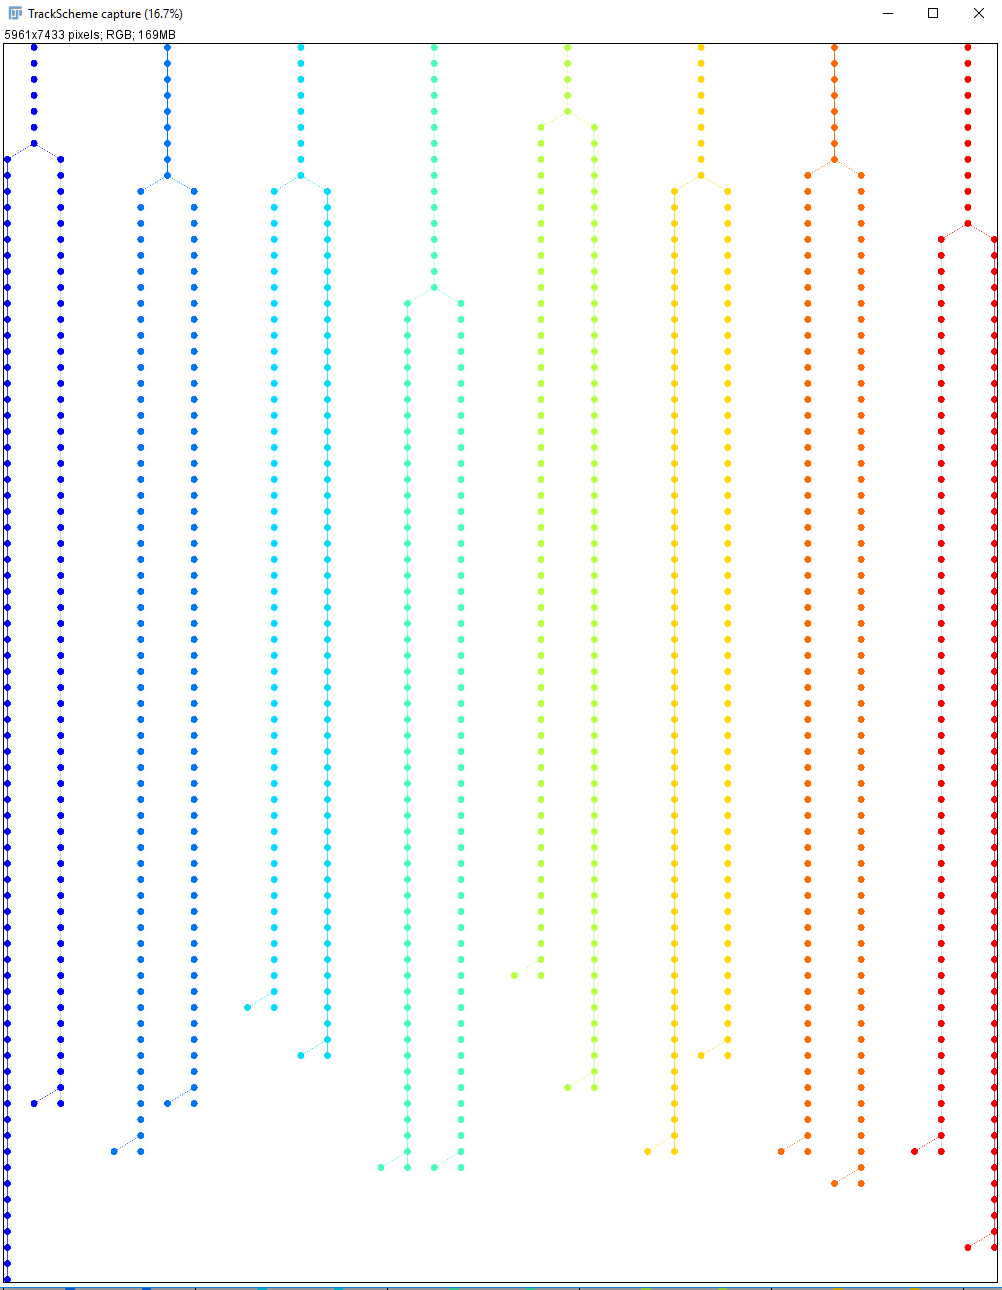 TrackScheme capture (16.7%)
5961x7433 pixels; RGB; 169MB